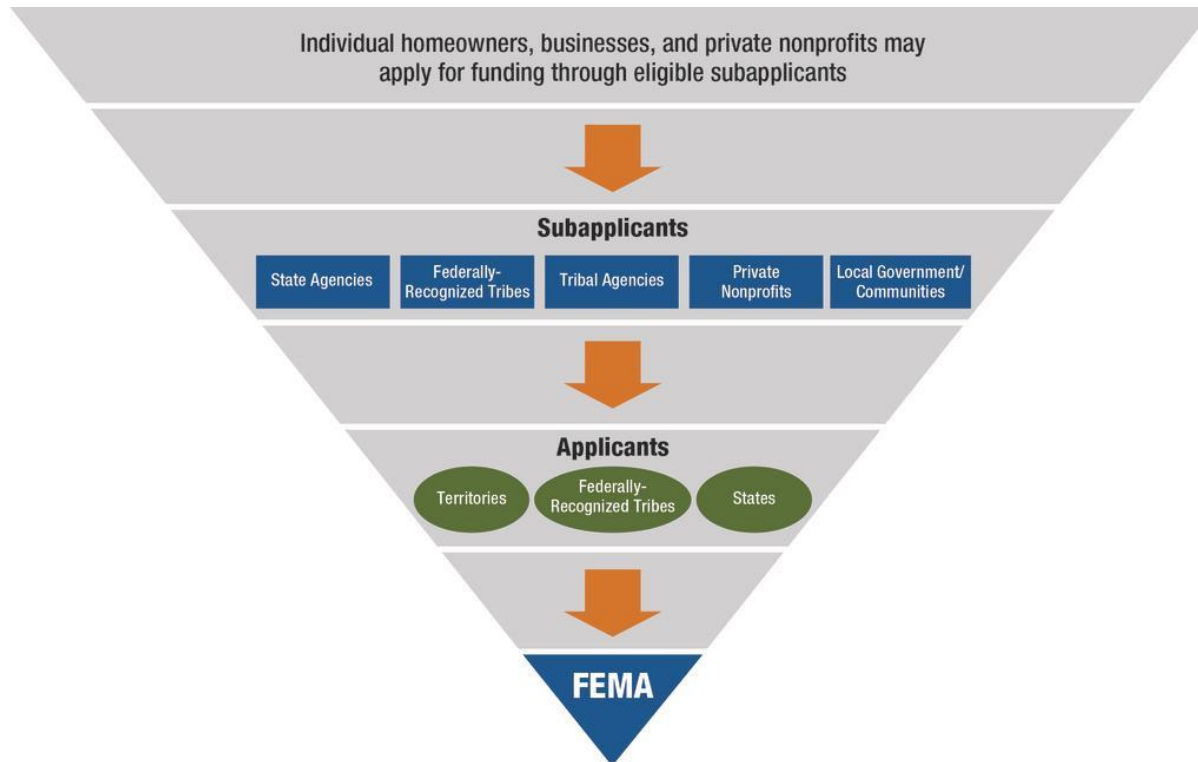 Individual homeowners, businesses, and private nonprofits may
apply for funding through eligible subapplicants
Subapplicants
State Agencies
Federally-
Recognized Tribes
Tribal Agencies
Private
Nonprofits
Local Government/
Communities
Applicants
Territories
Federally-
Recognized Tribes
States
FEMA